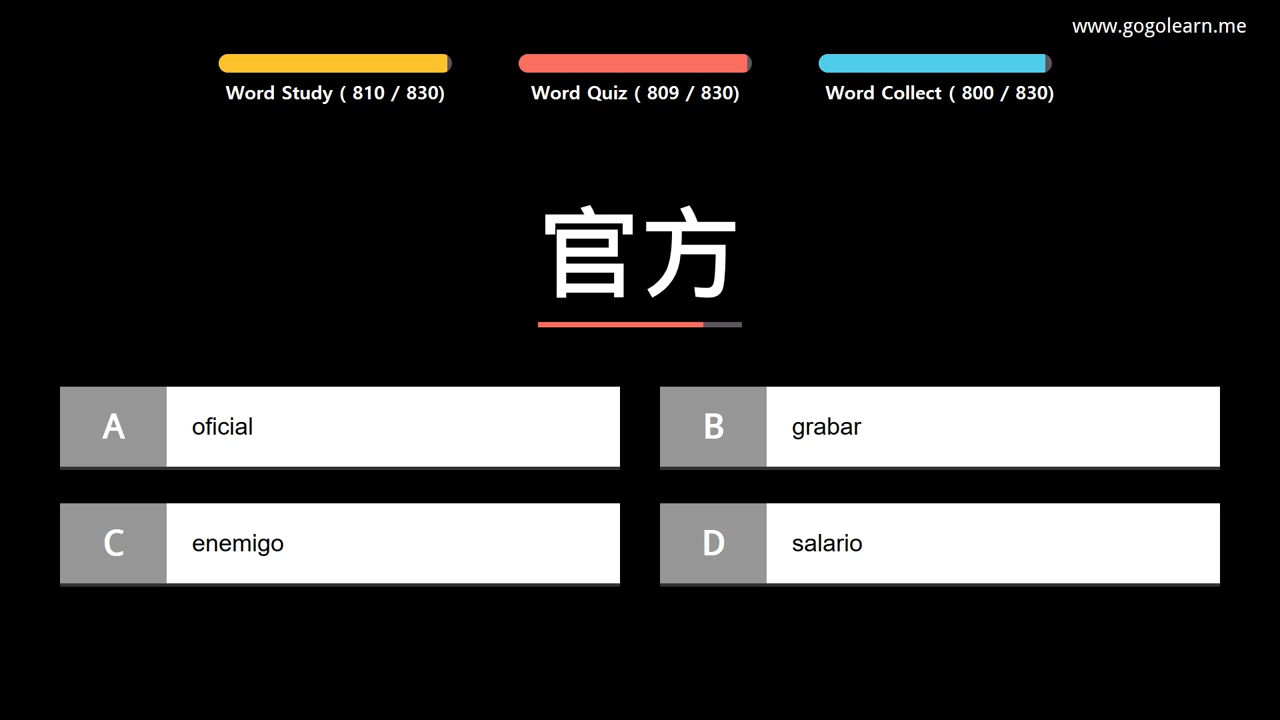 www.gogolearn.me
Word Study ( 810 / 830)
Word Quiz ( 809 / 830)
Word Collect ( 800 / 830)
官方
A oficial
B grabar
C enemigo
D salario